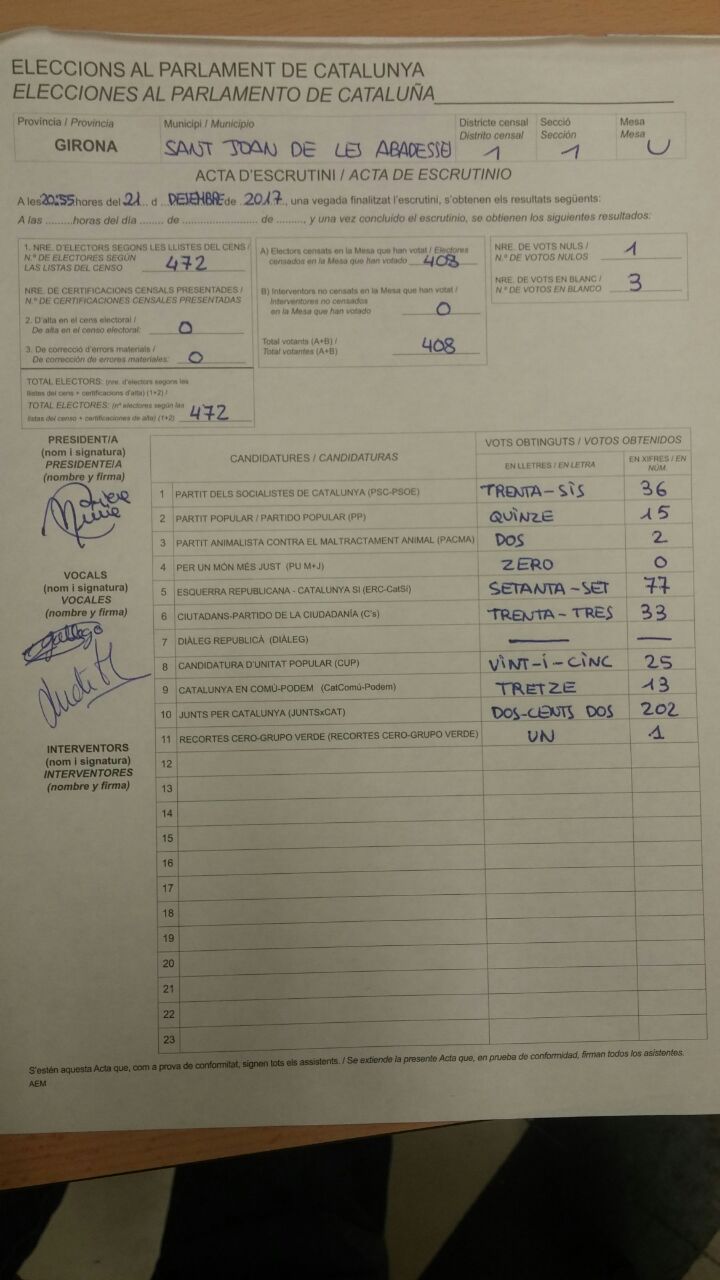 ELECCIONS AL PARLAMENT DE CATALUNYA
ELECCIONES AL PARLAMENTO DE CATALUÑA
Província / Provincia
GIRONA
Municipi / Municipio
SANT JOAN DE LES ABADESSES
Districte censal
Distrito censal
1
Secció
Sección
1
Mesa
Mesa
U
ACTA D'ESCRUTINI / ACTA DE ESCRUTINIO
A les 20:55 hores del 21 d DESEMBRE de 2017, una vegada finalitzat l'escrutini, s'obtenen els resultats següents:
A las .........horas del día ....... de ......................... de ........., y una vez concluido el escrutinio, se obtienen los siguientes resultados:
1. NRE. D'ELECTORS SEGONS LES LLISTES DEL CENS /
N.º DE ELECTORES SEGÚN
LAS LISTAS DEL CENSO 472
NRE. DE CERTIFICACIONS CENSALS PRESENTADES /
N.º DE CERTIFICACIONES CENSALES PRESENTADAS
2. D'alta en el cens electoral /
De alta en el censo electoral: 0
3. De correcció d'errors materials /
De corrección de errores materiales: 0
TOTAL ELECTORS: (nre. d'electors segons les
llistes del cens + certificacions d'alta) (1+2) /
TOTAL ELECTORES: (nº electores según las
listas del censo + certificaciones de alta) (1+2) 472
A) Electors censats en la Mesa que han votat / Electores
censados en la Mesa que han votado 408
B) Interventors no censats en la Mesa que han votat /
Interventores no censados
en la Mesa que han votado 0
Total votants (A+B) /
Total votantes (A+B) 408
NRE. DE VOTS NULS /
N.º DE VOTOS NULOS 1
NRE. DE VOTS EN BLANC /
N.º DE VOTOS EN BLANCO 3
PRESIDENT/A
(nom i signatura)
PRESIDENTE/A
(nombre y firma)
VOCALS
(nom i signatura)
VOCALES
(nombre y firma)
INTERVENTORS
(nom i signatura)
INTERVENTORES
(nombre y firma)
CANDIDATURES / CANDIDATURAS
VOTS OBTINGUTS / VOTOS OBTENIDOS
EN LLETRES / EN LETRA
EN XIFRES / EN NÚM.
1 PARTIT DELS SOCIALISTES DE CATALUNYA (PSC-PSOE) TRENTA-SIS 36
2 PARTIT POPULAR / PARTIDO POPULAR (PP) QUINZE 15
3 PARTIT ANIMALISTA CONTRA EL MALTRACTAMENT ANIMAL (PACMA) DOS 2
4 PER UN MÓN MÉS JUST (PU M+J) ZERO 0
5 ESQUERRA REPUBLICANA - CATALUNYA SI (ERC-CatSí) SETANTA-SET 77
6 CIUTADANS-PARTIDO DE LA CIUDADANÍA (C's) TRENTA-TRES 33
7 DIÀLEG REPUBLICÀ (DIÀLEG) — —
8 CANDIDATURA D'UNITAT POPULAR (CUP) VINT-I-CINC 25
9 CATALUNYA EN COMÚ-PODEM (CatComú-Podem) TRETZE 13
10 JUNTS PER CATALUNYA (JUNTSxCAT) DOS-CENTS DOS 202
11 RECORTES CERO-GRUPO VERDE (RECORTES CERO-GRUPO VERDE) UN 1
12
13
14
15
16
17
18
19
20
21
22
23
S'estén aquesta Acta que, com a prova de conformitat, signen tots els assistents. / Se extiende la presente Acta que, en prueba de conformidad, firman todos los asistentes.
AEM